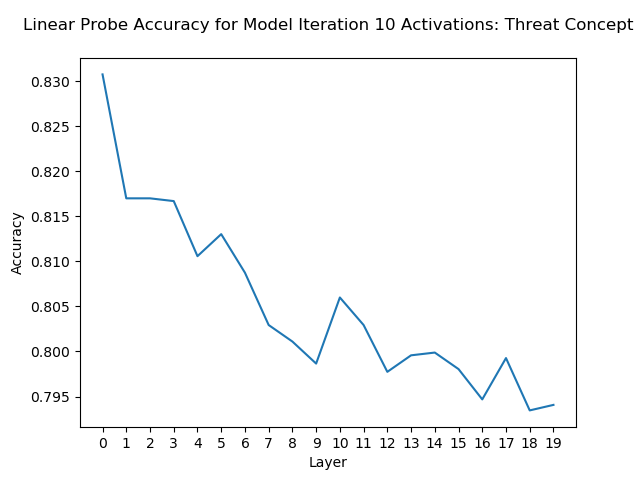 Linear Probe Accuracy for Model Iteration 10 Activations: Threat Concept
0.830
0.825
0.820
0.815
0.810
0.805
0.800
0.795
Accuracy
0 1 2 3 4 5 6 7 8 9 10 11 12 13 14 15 16 17 18 19
Layer